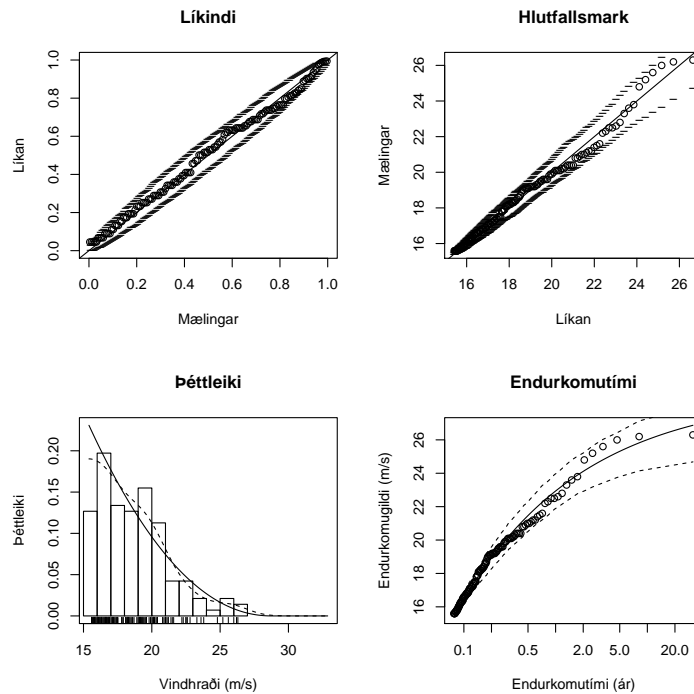 Líkindi
Líkan
0.0 0.2 0.4 0.6 0.8 1.0
0.0 0.2 0.4 0.6 0.8 1.0
Mælingar
Hlutfallsmark
Mælingar
16 18 20 22 24 26
16 18 20 22 24 26
Líkan
Þéttleiki
Þéttleiki
0.00 0.05 0.10 0.15 0.20
15 20 25 30
Vindhraði (m/s)
Endurkomutími
Endurkomugildi (m/s)
16 18 20 22 24 26
0.1 0.5 2.0 5.0 20.0
Endurkomutími (ár)